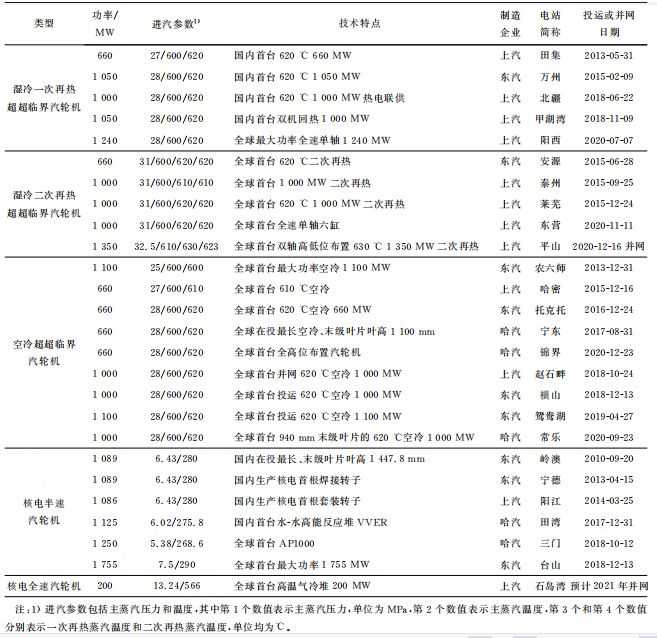 类型 功率/MW 进汽参数1) 技术特点 制造企业 电站简称 投运或并网日期
湿冷一次再热超超临界汽轮机
660 27/600/620 国内首台 620 ℃ 660 MW 上汽 田集 2013-05-31
1 050 28/600/620 国内首台 620 ℃ 1 050 MW 东汽 万州 2015-02-09
1 000 28/600/620 国内首台 620 ℃ 1 000 MW 热电联供 上汽 北疆 2018-06-22
1 050 28/600/620 国内首台双机回热 1 000 MW 上汽 甲湖湾 2018-11-09
1 240 28/600/620 全球最大功率全速单轴 1 240 MW 上汽 阳西 2020-07-07
湿冷二次再热超超临界汽轮机
660 31/600/620/620 全球首台 620 ℃二次再热 东汽 安源 2015-06-28
1 000 31/600/610/610 全球首台 1 000 MW 二次再热 上汽 泰州 2015-09-25
1 000 31/600/620/620 全球首台 620 ℃ 1 000 MW 二次再热 上汽 莱芜 2015-12-24
1 000 31/600/620/620 全球首台全速单轴六缸 上汽 东营 2020-11-11
1 350 32.5/610/630/623 全球首台双轴高低位布置 630 ℃ 1 350 MW 二次再热 上汽 平山 2020-12-16 并网
空冷超超临界汽轮机
1 100 25/600/600 全球首台最大功率空冷 1 100 MW 东汽 农六师 2013-12-31
660 27/600/610 全球首台 610 ℃空冷 上汽 哈密 2015-12-16
660 28/600/620 全球首台 620 ℃空冷 660 MW 东汽 托克托 2016-12-24
660 28/600/620 全球在役最长空冷、末级叶片叶高 1 100 mm 哈汽 宁东 2017-08-31
660 28/600/620 全球首台全高位布置汽轮机 哈汽 锦界 2020-12-23
1 000 28/600/620 全球首台并网 620 ℃空冷 1 000 MW 上汽 赵石畔 2018-10-24
1 000 28/600/620 全球首台投运 620 ℃空冷 1 000 MW 东汽 横山 2018-12-13
1 100 28/600/620 全球首台投运 620 ℃空冷 1 100 MW 东汽 鸳鸯湖 2019-04-27
1 000 28/600/620 全球首台 940 mm 末级叶片的 620 ℃空冷 1 000 MW 哈汽 常乐 2020-09-23
核电半速汽轮机
1 089 6.43/280 国内在役最长、末级叶片叶高 1 447.8 mm 东汽 岭澳 2010-09-20
1 089 6.43/280 国内生产核电首根焊接转子 东汽 宁德 2013-04-15
1 086 6.43/280 国内生产核电首根套装转子 上汽 阳江 2014-03-25
1 125 6.02/275.8 国内首台水-水高能反应堆 VVER 哈汽 田湾 2017-12-31
1 250 5.38/268.6 全球首台 AP1000 哈汽 三门 2018-10-12
1 755 7.5/290 全球首台最大功率 1 755 MW 东汽 台山 2018-12-13
核电全速汽轮机 200 13.24/566 全球首台高温气冷堆 200 MW 上汽 石岛湾 预计 2021 年并网
注:1) 进汽参数包括主蒸汽压力和温度,其中第 1 个数值表示主蒸汽压力,单位为 MPa,第 2 个数值表示主蒸汽温度,第 3 个和第 4 个数值
分别表示一次再热蒸汽温度和二次再热蒸汽温度,单位均为℃。